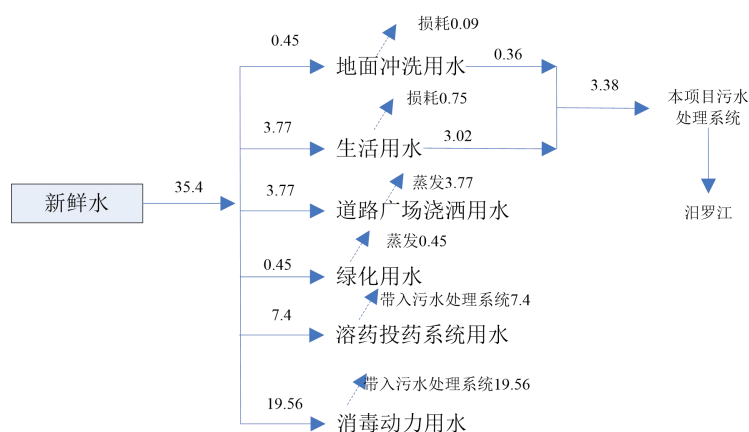 损耗0.09
0.45
地面冲洗用水
0.36
损耗0.75
3.38
本项目污水
处理系统
3.77
生活用水
3.02
蒸发3.77
新鲜水
35.4
3.77
道路广场浇洒用水
汨罗江
蒸发0.45
0.45
绿化用水
带入污水处理系统7.4
7.4
溶药投药系统用水
带入污水处理系统19.56
19.56
消毒动力用水